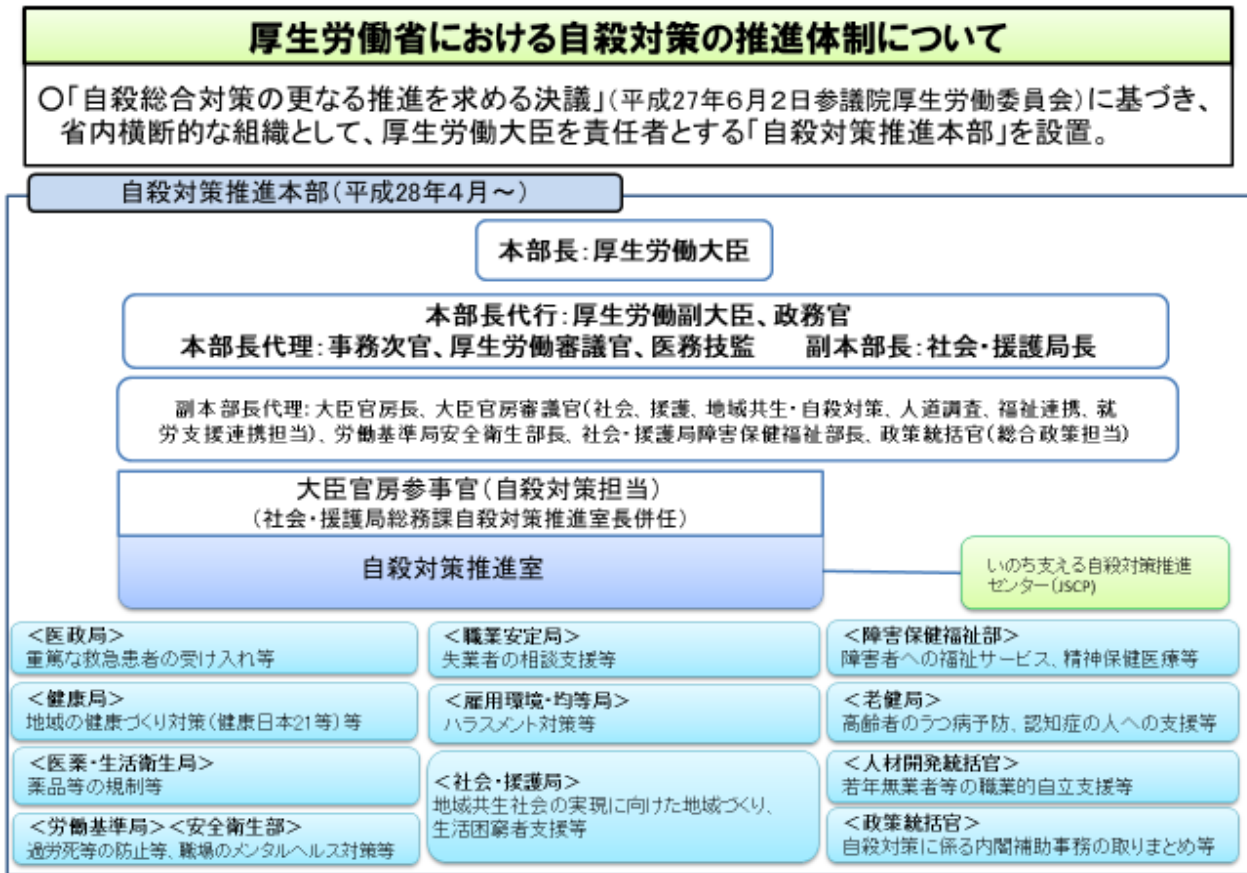 厚生労働省における自殺対策の推進体制について
○「自殺総合対策の更なる推進を求める決議」(平成27年6月2日参議院厚生労働委員会)に基づき、
省内横断的な組織として、厚生労働大臣を責任者とする「自殺対策推進本部」を設置。
自殺対策推進本部(平成28年4月～)
本部長:厚生労働大臣
本部長代行:厚生労働副大臣、政務官
本部長代理:事務次官、厚生労働審議官、医務技監　　副本部長:社会・援護局長
副本部長代理:大臣官房長、大臣官房審議官(社会、援護、地域共生・自殺対策、人道調査、福祉連携、就
労支援連携担当)、労働基準局安全衛生部長、社会・援護局障害保健福祉部長、政策統括官(総合政策担当)
大臣官房参事官(自殺対策担当)
(社会・援護局総務課自殺対策推進室長併任)
自殺対策推進室
いのち支える自殺対策推進
センター(JSCP)
＜医政局＞
重篤な救急患者の受け入れ等
＜健康局＞
地域の健康づくり対策(健康日本21等)等
＜医薬・生活衛生局＞
薬品等の規制等
＜労働基準局＞＜安全衛生部＞
過労死等の防止等、職場のメンタルヘルス対策等
＜職業安定局＞
失業者の相談支援等
＜雇用環境・均等局＞
ハラスメント対策等
＜社会・援護局＞
地域共生社会の実現に向けた地域づくり、
生活困窮者支援等
＜障害保健福祉部＞
障害者への福祉サービス、精神保健医療等
＜老健局＞
高齢者のうつ病予防、認知症の人への支援等
＜人材開発統括官＞
若年無業者等の職業的自立支援等
＜政策統括官＞
自殺対策に係る内閣補助事務の取りまとめ等